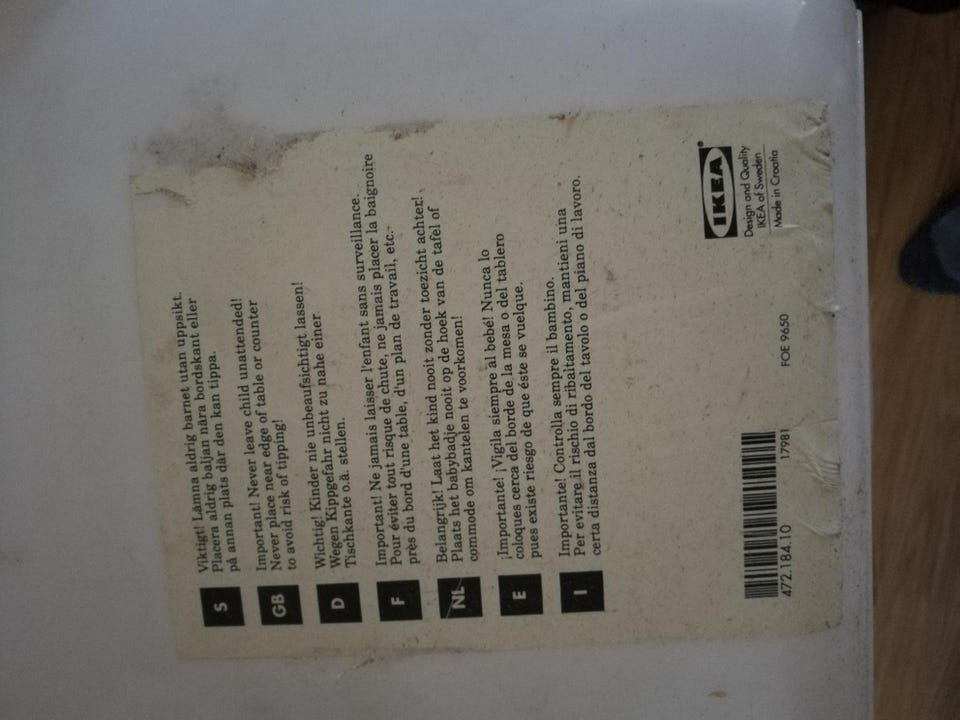 S
Viktigt! Lämna aldrig barnet utan uppsikt.
Placera aldrig baljan nära bordskant eller
på annan plats där den kan tippa.
GB
Important! Never leave child unattended!
Never place near edge of table or counter
to avoid risk of tipping!
D
Wichtig! Kinder nie unbeaufsichtigt lassen!
Wegen Kippgefahr nicht zu nahe einer
Tischkante o.ä. stellen.
F
Important! Ne jamais laisser l'enfant sans surveillance.
Pour éviter tout risque de chute, ne jamais placer la baignoire
près du bord d'une table, d'un plan de travail, etc.
NL
Belangrijk! Laat het kind nooit zonder toezicht achter!
Plaats het babybadje nooit op de hoek van de tafel of
commode om kantelen te voorkomen!
E
¡Importante! ¡Vigila siempre al bebé! Nunca lo
coloques cerca del borde de la mesa o del tablero
pues existe riesgo de que éste se vuelque.
I
Importante! Controlla sempre il bambino.
Per evitare il rischio di ribaltamento, mantieni una
certa distanza dal bordo del tavolo o del piano di lavoro.
IKEA®
Design and Quality
IKEA of Sweden
Made in Croatia
472.184.10 17981 FOE 9650